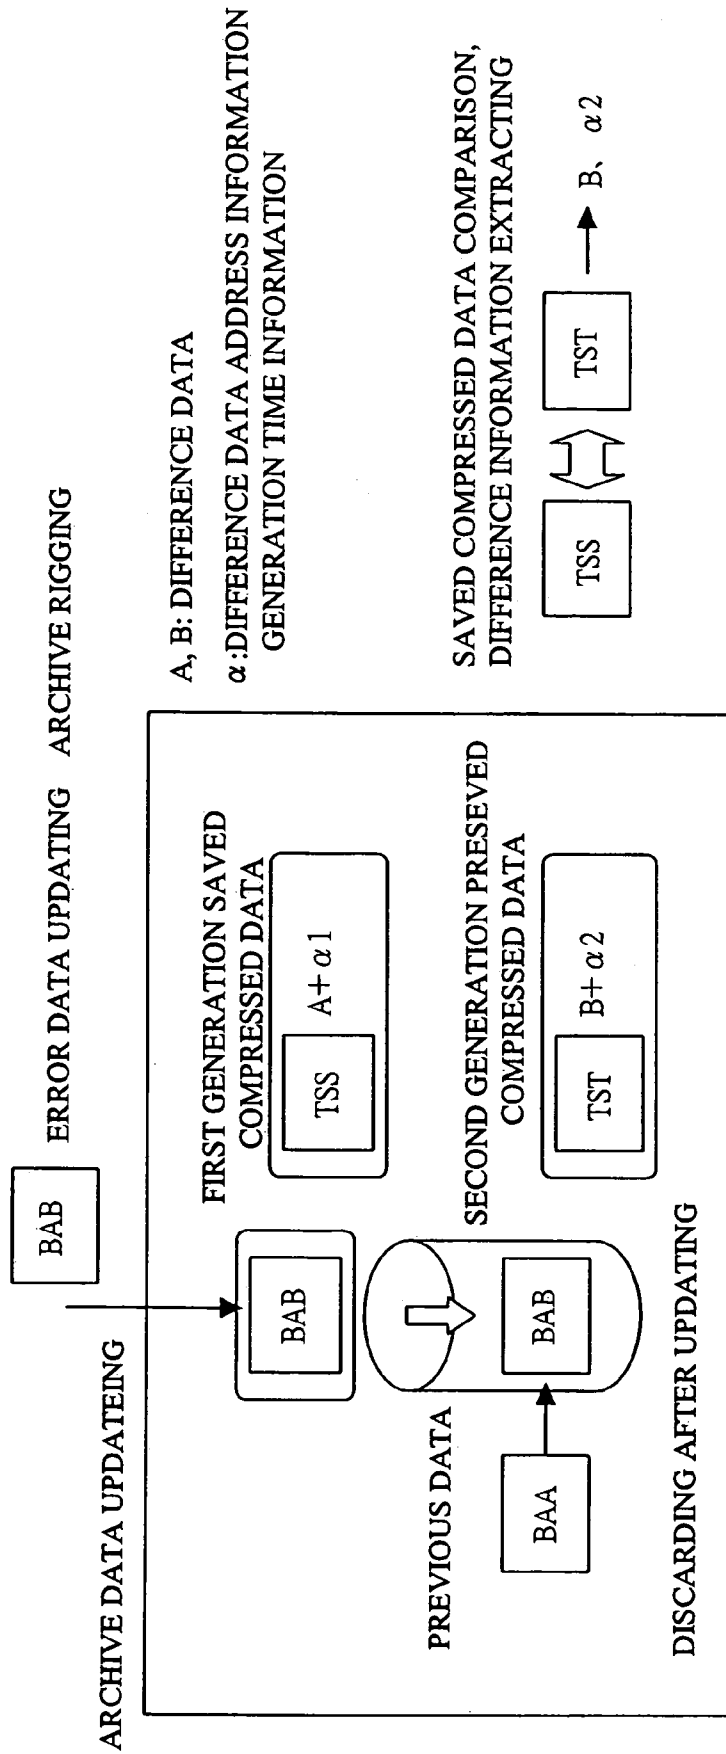 ARCHIVE DATA UPDATEING
BAB
ERROR DATA UPDATING ARCHIVE RIGGING
A, B: DIFFERENCE DATA
α:DIFFERENCE DATA ADDRESS INFORMATION
GENERATION TIME INFORMATION
FIRST GENERATION SAVED
COMPRESSED DATA
BAB
TSS
A+α1
PREVIOUS DATA
BAA
BAB
SECOND GENERATION PRESEVED
COMPRESSED DATA
TST
B+α2
DISCARDING AFTER UPDATING
SAVED COMPRESSED DATA COMPARISON,
DIFFERENCE INFORMATION EXTRACTING
TSS
TST
B、α2